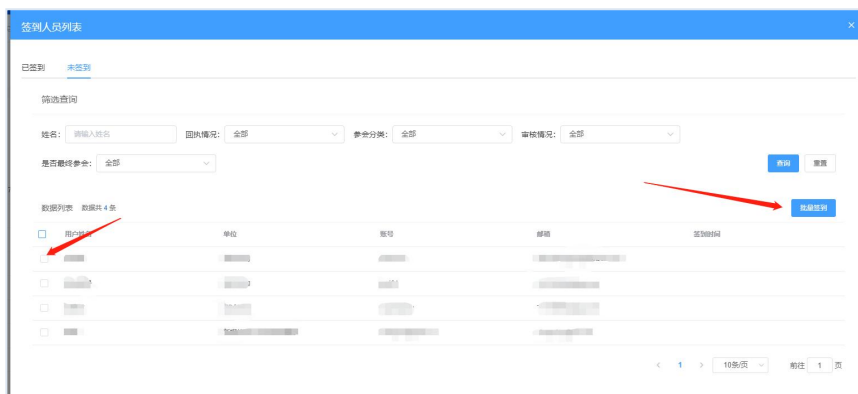 签到人员列表 ×
已签到 未签到
筛选查询
姓名: 请输入姓名 回执情况: 全部 参会分类: 全部 审核情况: 全部
是否最终参会: 全部 查询 重置
数据列表 数据共 4 条 批量签到
单位 账号 邮箱 签到时间
< 1 > 10条/页 前往 1 页